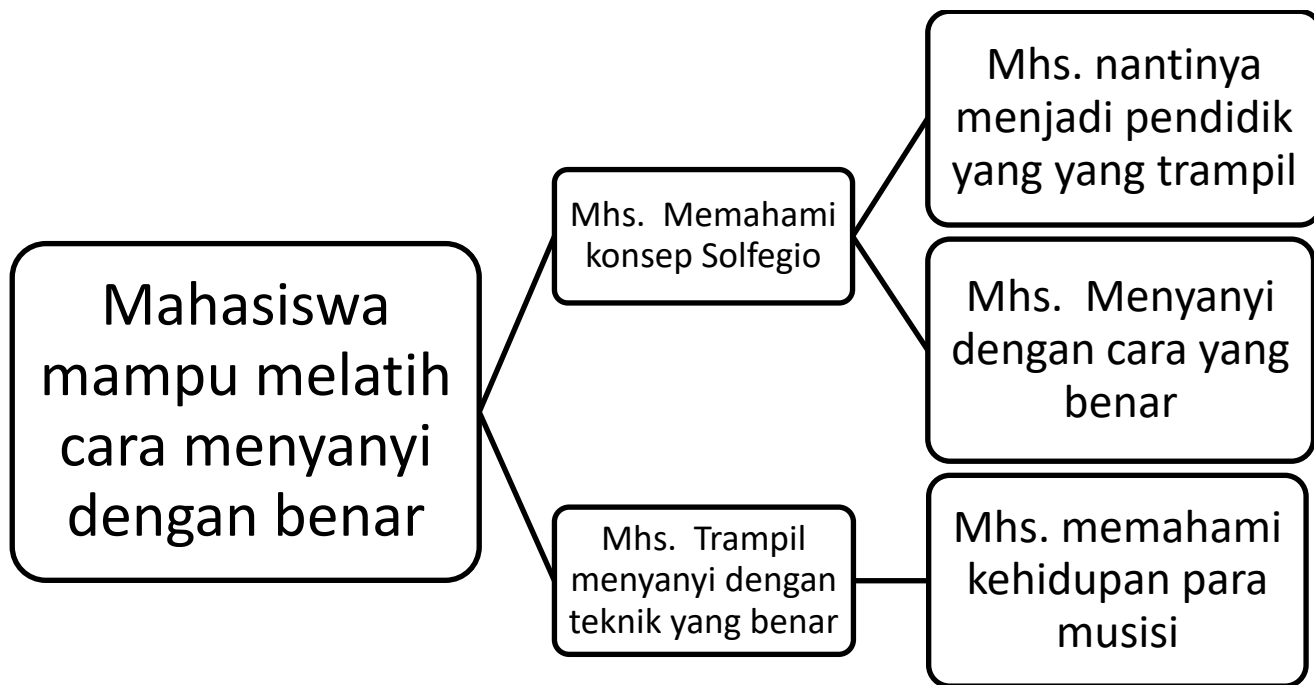 Mahasiswa
mampu melatih
cara menyanyi
dengan benar
Mhs.  Memahami
konsep Solfegio
Mhs. nantinya
menjadi pendidik
yang yang trampil
Mhs.  Menyanyi
dengan cara yang
benar
Mhs.  Trampil
menyanyi dengan
teknik yang benar
Mhs. memahami
kehidupan para
musisi